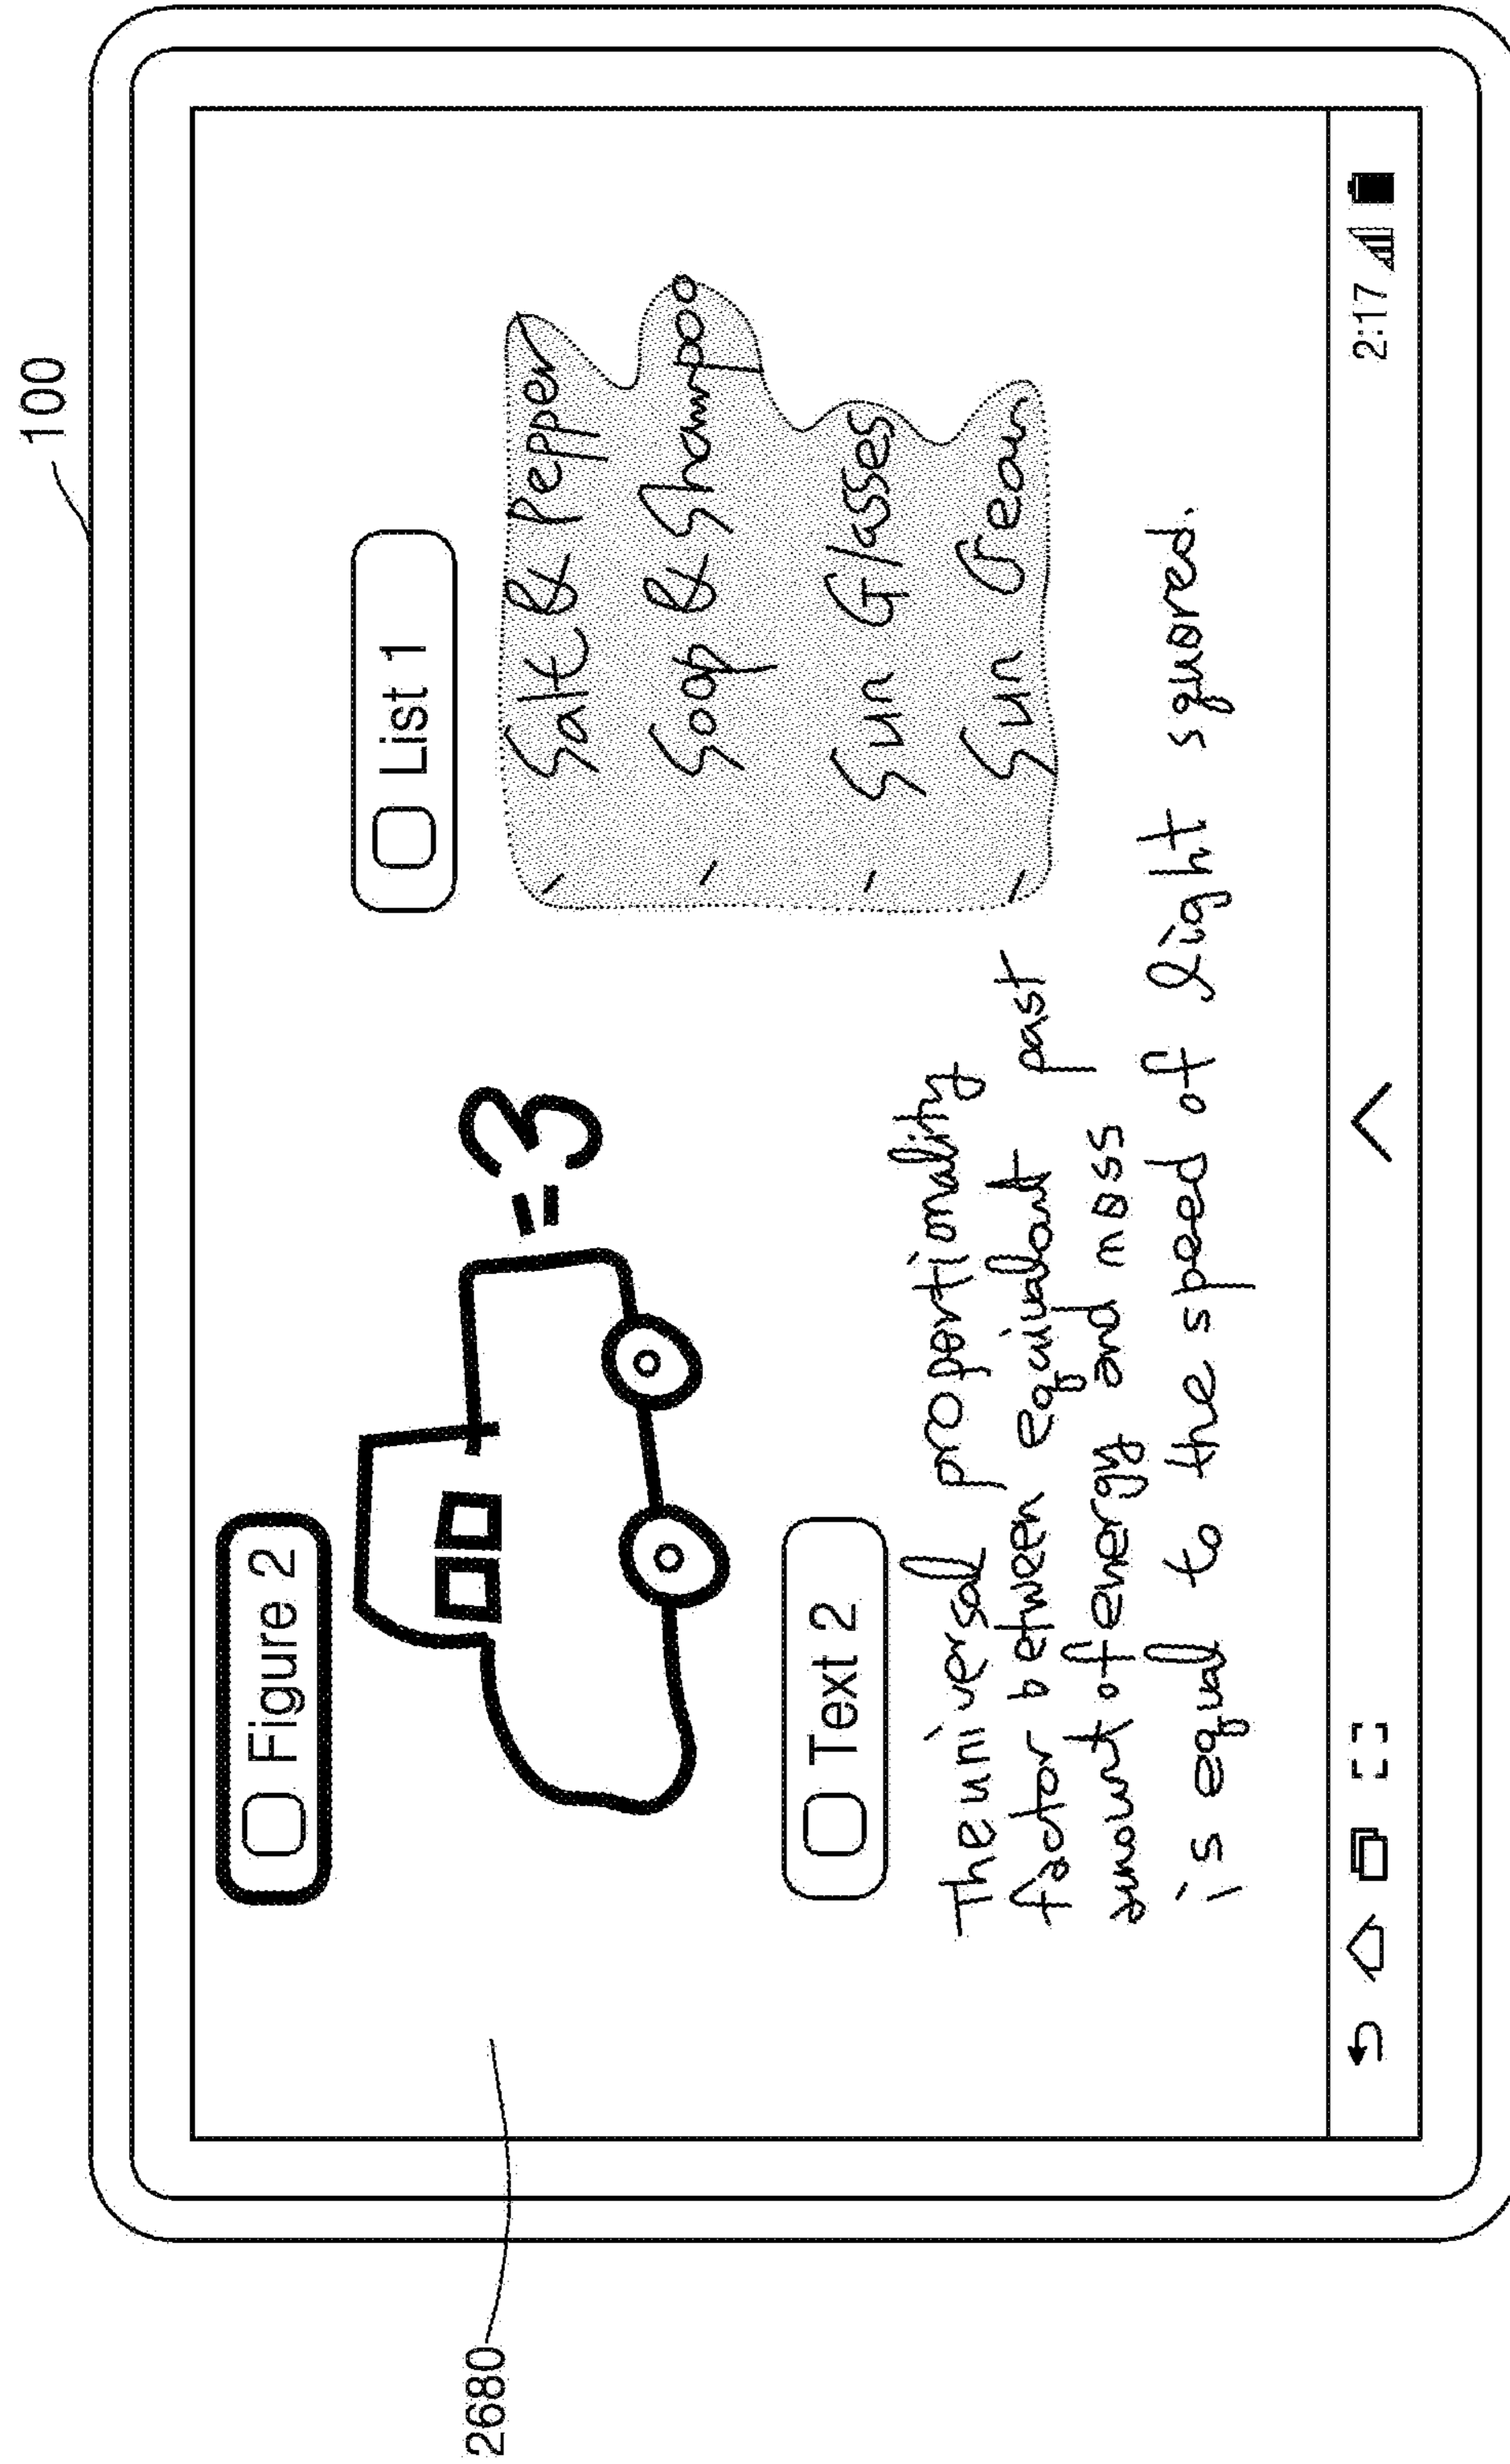 100
2680
Figure 2
=3
List 1
- Salt & Pepper
- Soap & Shampoo
- Sun Glasses
- Sun Cream
Text 2
The universal proportionality
factor between equivalent past
amount of energy and mass
is equal to the speed of light squared.
2:17